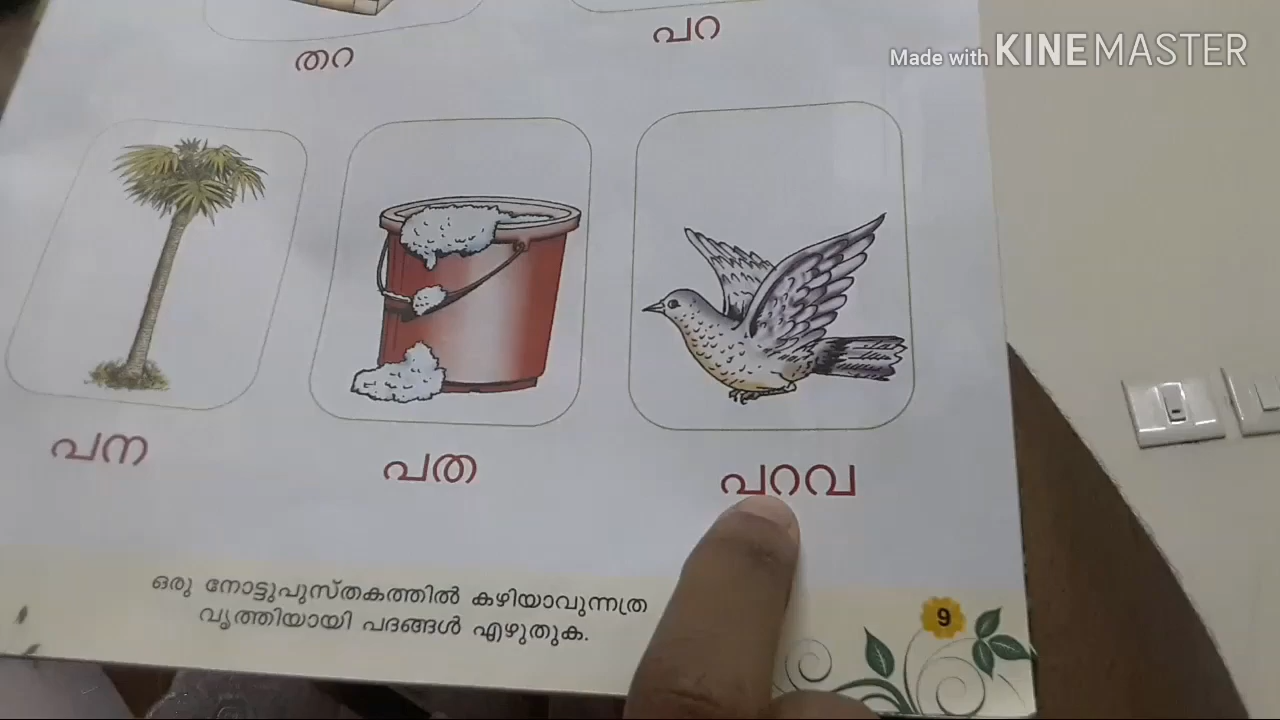 Made with KINEMASTER
തറ
പറ
പന
പത
പറവ
ഒരു നോട്ടുപുസ്തകത്തിൽ കഴിയാവുന്നത്ര
വൃത്തിയായി പദങ്ങൾ എഴുതുക.
9